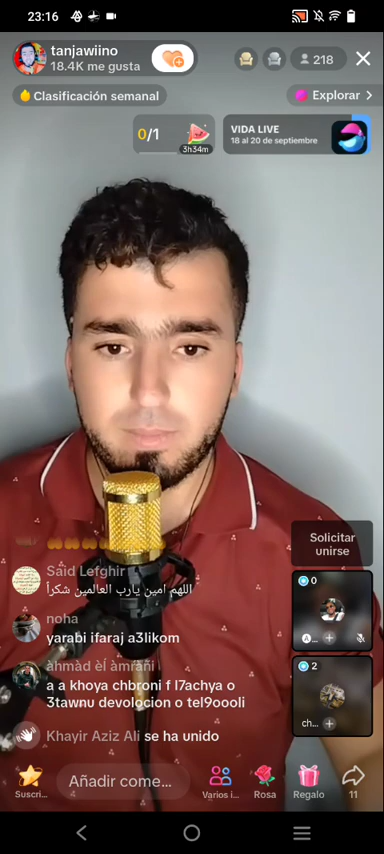 23:16
tanjawiino
18.4K me gusta
218
Clasificación semanal
Explorar
0/1
3h34m
VIDA LIVE
18 al 20 de septiembre
Solicitar
unirse
Said Lefghir
اللهم امين يارب العالمين شكراً
0
noha
yarabi ifaraj a3likom
A...
2
ahmad el amrani
a a khoya chbroni f l7achya o
3tawnu devolocion o tel9oooli
ch...
Khayir Aziz Ali se ha unido
Suscri...
Añadir come...
Varios i...
Rosa
Regalo
11